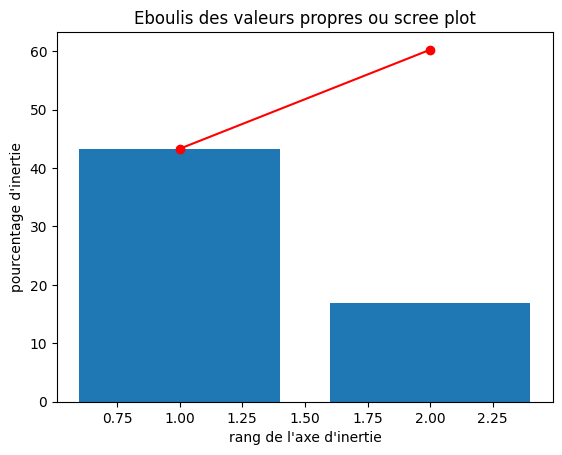 Eboulis des valeurs propres ou scree plot
pourcentage d'inertie
60
50
40
30
20
10
0
0.75 1.00 1.25 1.50 1.75 2.00 2.25
rang de l'axe d'inertie